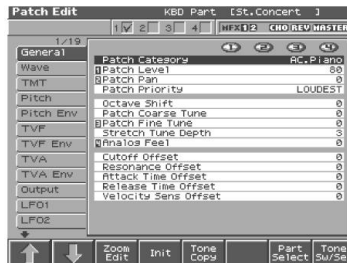 Patch Edit KBD Part [St.Concert ]
1 2 3 4 MFX 1 2 CHO REV MASTER
1/19
General
Wave
TMT
Pitch
Pitch Env
TVF
TVF Env
TVA
TVA Env
Output
LFO1
LFO2
1 2 3 4
Patch Category AC.Piano
1 Patch Level 80
2 Patch Pan 0
Patch Priority LOUDEST
Octave Shift 0
Patch Coarse Tune 0
3 Patch Fine Tune 0
Stretch Tune Depth 3
Analog Feel 0
Cutoff Offset 0
Resonance Offset 0
Attack Time Offset 0
Release Time Offset 0
Velocity Sens Offset 0
Zoom Edit
Init
Tone Copy
Part Select
Tone Sw/Sel